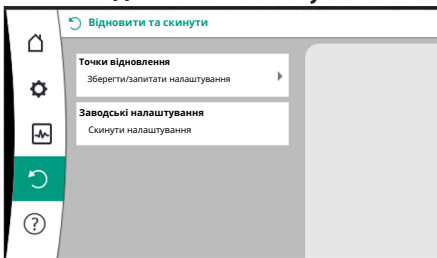 Відновити та скинути
Точки відновлення
Зберегти/запитати налаштування
Заводські налаштування
Скинути налаштування
?